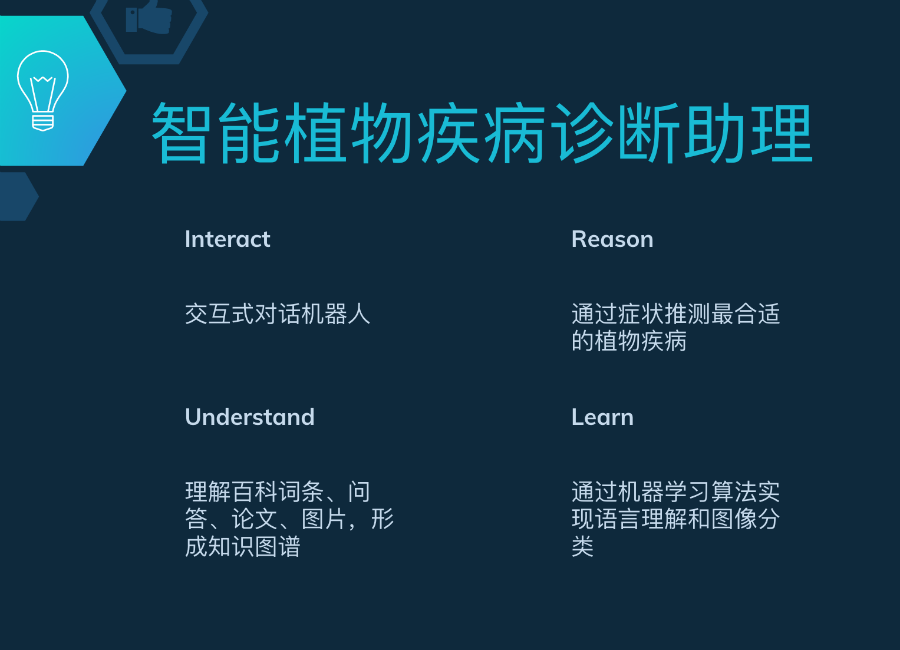 智能植物疾病诊断助理
Interact
交互式对话机器人
Reason
通过症状推测最合适
的植物疾病
Understand
理解百科词条、问
答、论文、图片，形
成知识图谱
Learn
通过机器学习算法实
现语言理解和图像分
类